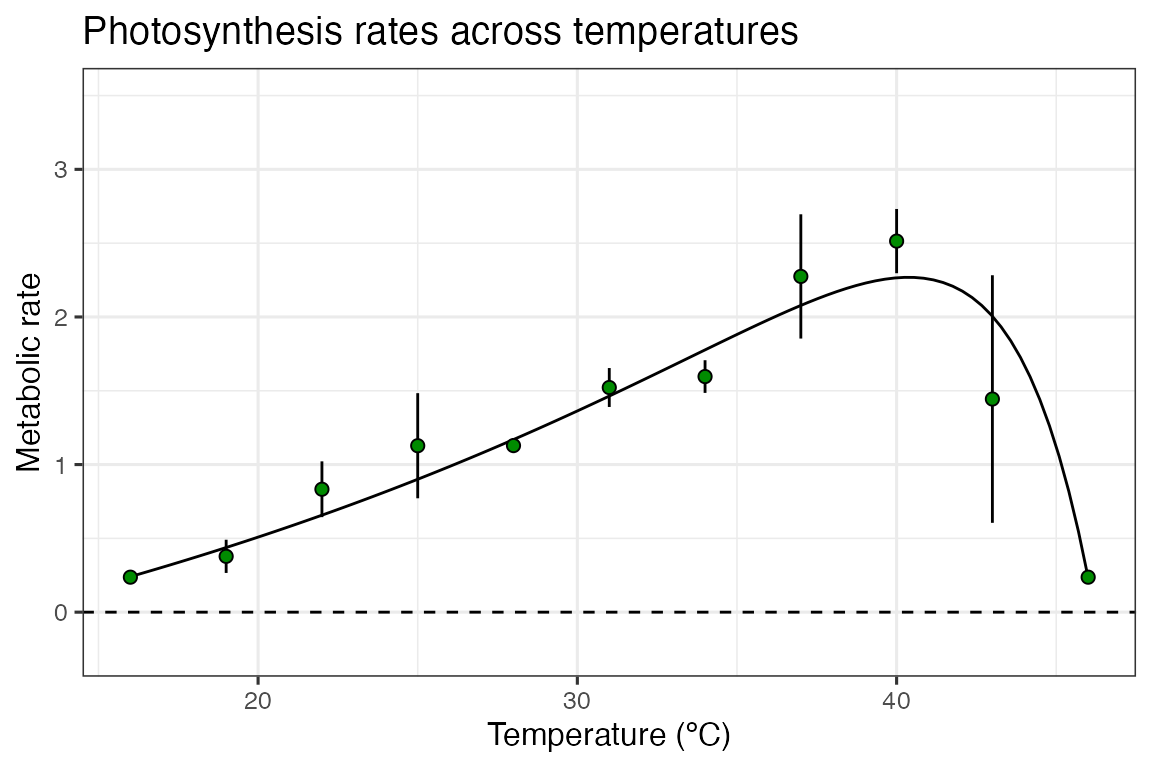 Photosynthesis rates across temperatures
3
2
1
0
Metabolic rate
20 30 40
Temperature (°C)